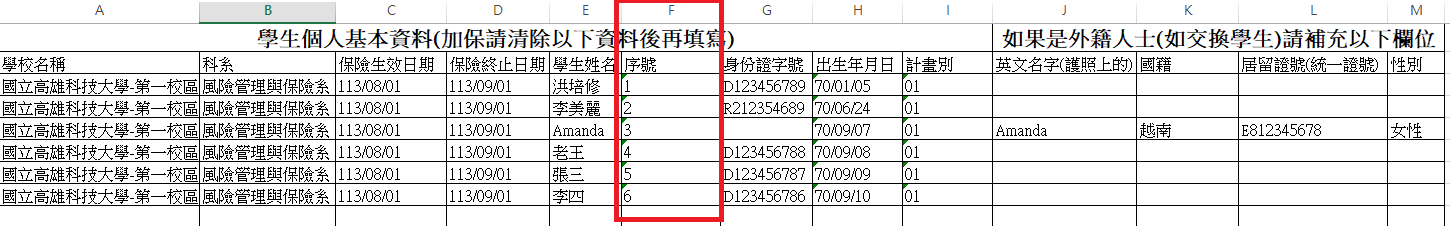 A B C D E F G H I J K L M
學生個人基本資料(加保請清除以下資料後再填寫) 如果是外籍人士(如交換學生)請補充以下欄位
學校名稱 科系 保險生效日期 保險終止日期 學生姓名 序號 身份證字號 出生年月日 計畫別 英文名字(護照上的) 國籍 居留證號(統一證號) 性別
國立高雄科技大學-第一校區 風險管理與保險系 113/08/01 113/09/01 洪培修 1 D123456789 70/01/05 01
國立高雄科技大學-第一校區 風險管理與保險系 113/08/01 113/09/01 李美麗 2 R212354689 70/06/24 01
國立高雄科技大學-第一校區 風險管理與保險系 113/08/01 113/09/01 Amanda 3 70/09/07 01 Amanda 越南 E812345678 女性
國立高雄科技大學-第一校區 風險管理與保險系 113/08/01 113/09/01 老王 4 D123456788 70/09/08 01
國立高雄科技大學-第一校區 風險管理與保險系 113/08/01 113/09/01 張三 5 D123456787 70/09/09 01
國立高雄科技大學-第一校區 風險管理與保險系 113/08/01 113/09/01 李四 6 D123456786 70/09/10 01